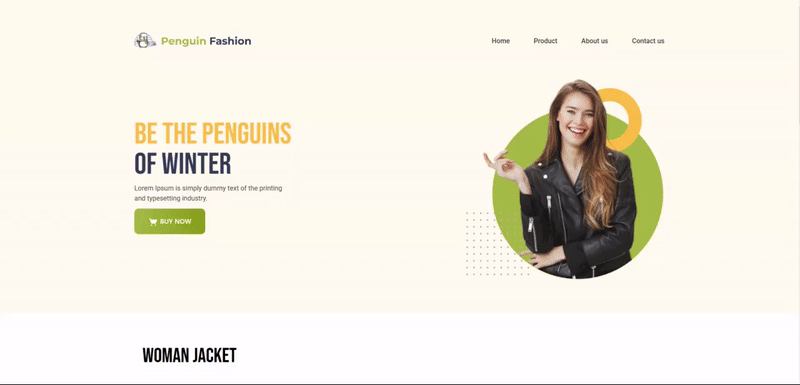 Penguin Fashion
Home Product About us Contact us
BE THE PENGUINS
OF WINTER
Lorem Ipsum is simply dummy text of the printing
and typesetting industry.
BUY NOW
WOMAN JACKET